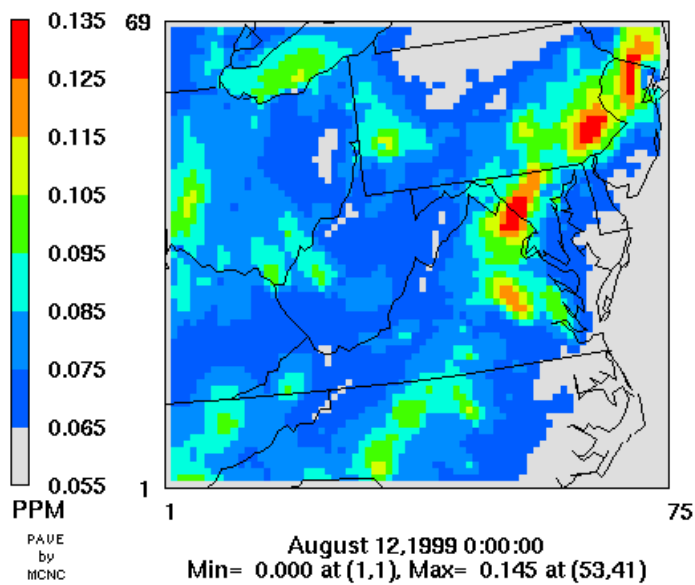 0.135
0.125
0.115
0.105
0.095
0.085
0.075
0.065
0.055
PPM
PAVE
by
MCNC
69
1
1
75
August 12,1999 0:00:00
Min= 0.000 at (1,1), Max= 0.145 at (53,41)